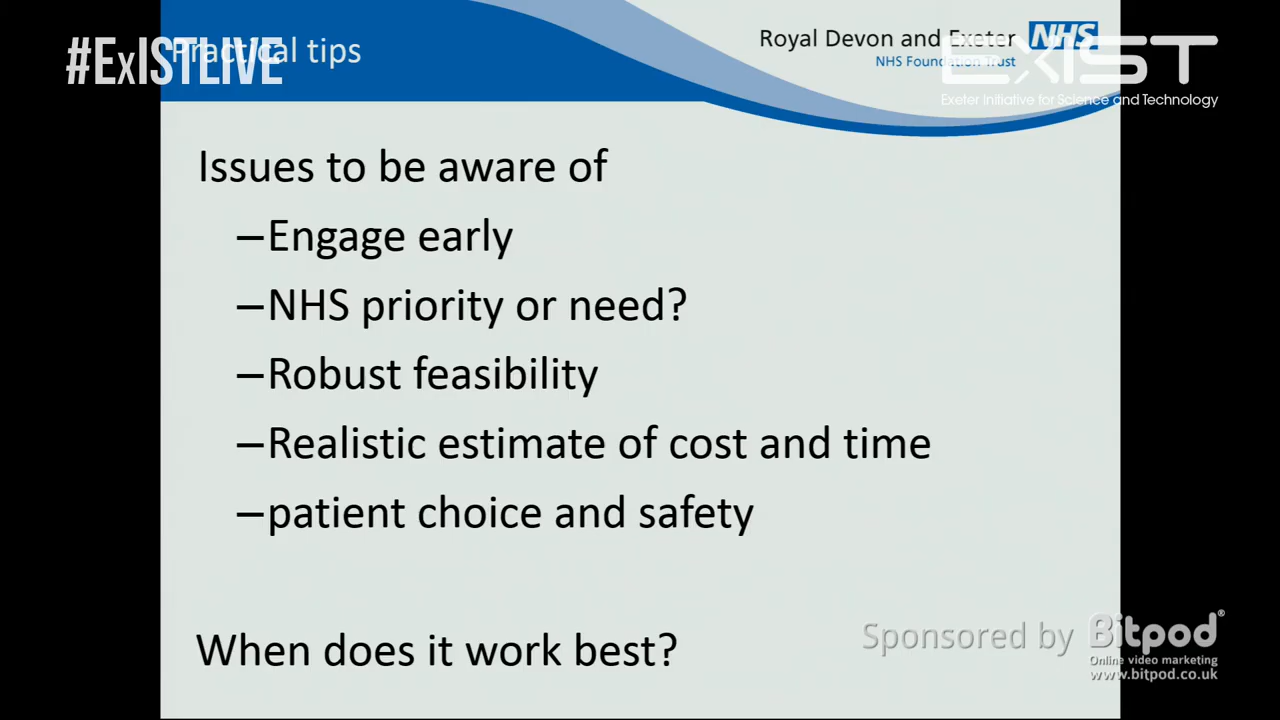 #ExISTLIVE
Practical tips
Royal Devon and Exeter NHS
NHS Foundation Trust
EXIST
Exeter Initiative for Science and Technology
Issues to be aware of
–Engage early
–NHS priority or need?
–Robust feasibility
–Realistic estimate of cost and time
–patient choice and safety
When does it work best?
Sponsored by Bitpod®
Online video marketing
www.bitpod.co.uk